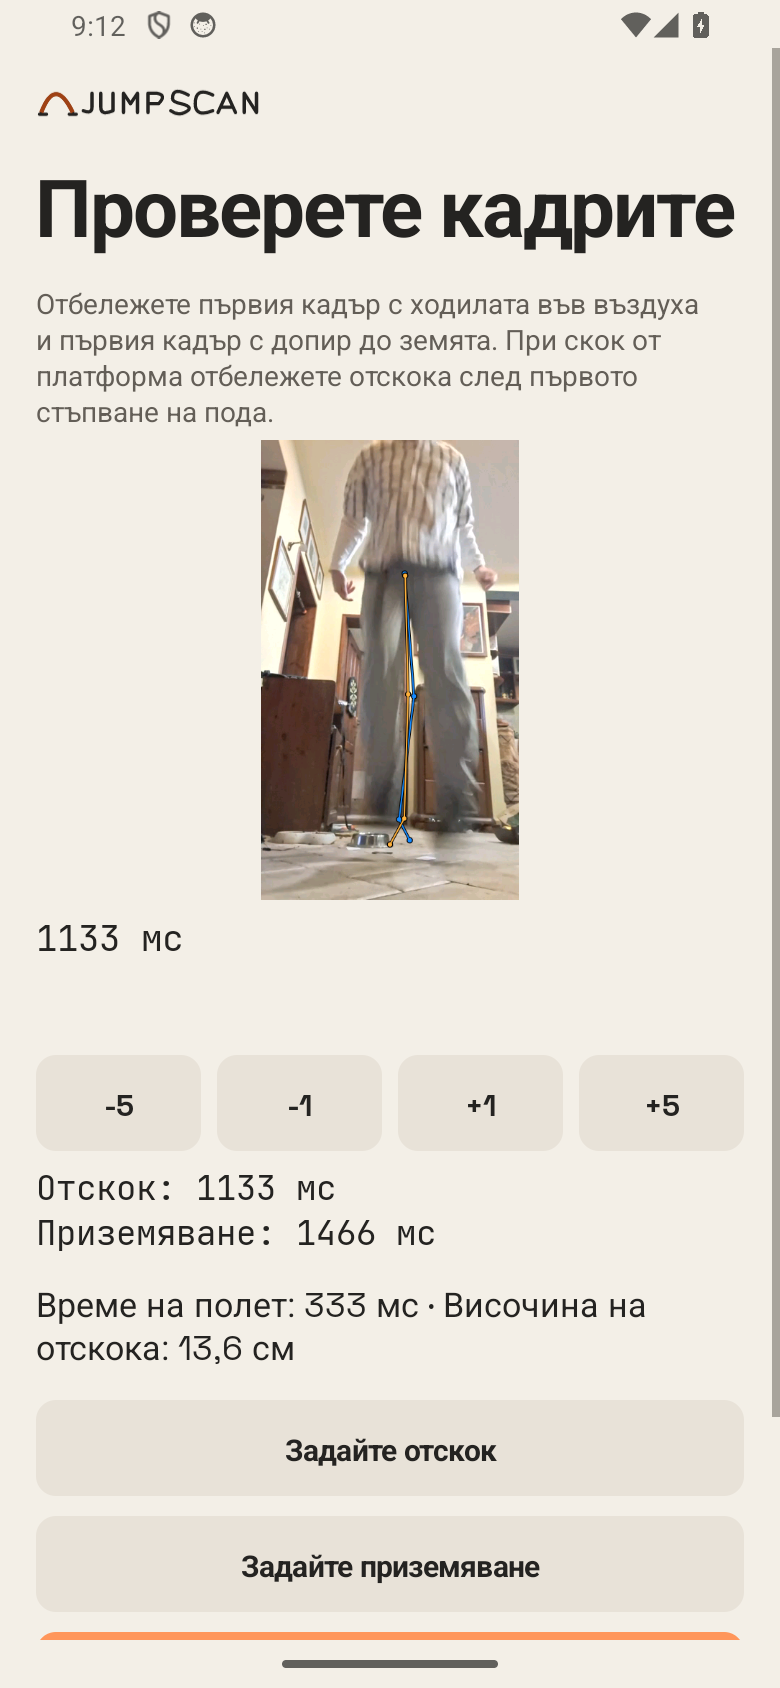 9:12
JUMPSCAN
Проверете кадрите
Отбележете първия кадър с ходилата във въздуха
и първия кадър с допир до земята. При скок от
платформа отбележете отскока след първото
стъпване на пода.
1133 мс
-5
-1
+1
+5
Отскок: 1133 мс
Приземяване: 1466 мс
Време на полет: 333 мс · Височина на
отскока: 13,6 см
Задайте отскок
Задайте приземяване